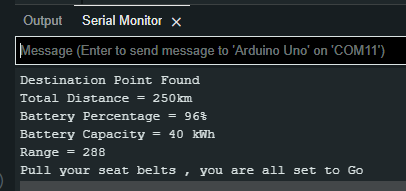 Output Serial Monitor ×
Message (Enter to send message to 'Arduino Uno' on 'COM11')
Destination Point Found
Total Distance = 250km
Battery Percentage = 96%
Battery Capacity = 40 kWh
Range = 288
Pull your seat belts , you are all set to Go